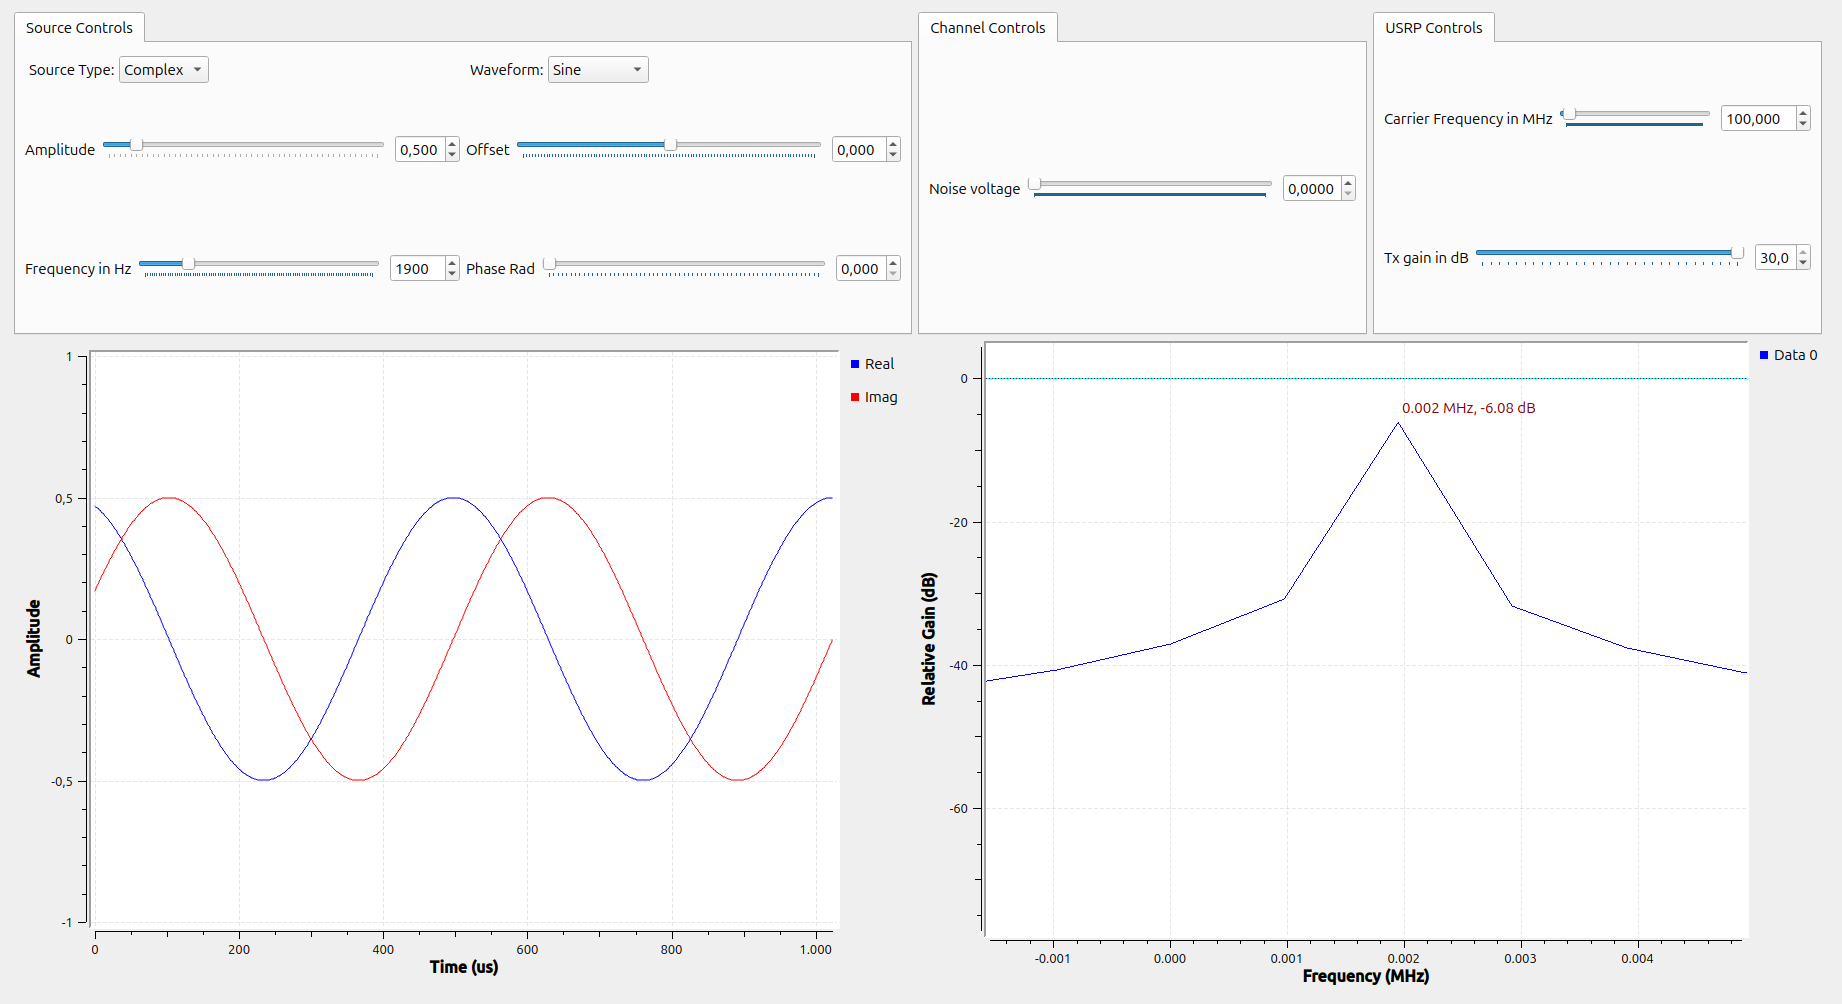 Source Controls
Channel Controls
USRP Controls
Source Type: Complex
Waveform: Sine
Amplitude 0,500
Offset 0,000
Frequency in Hz 1900
Phase Rad 0,000
Noise voltage 0,0000
Carrier Frequency in MHz 100,000
Tx gain in dB 30,0
1
0,5
0
-0,5
-1
Amplitude
0 200 400 600 800 1.000
Time (us)
Real
Imag
0
-20
-40
-60
Relative Gain (dB)
0.002 MHz, -6.08 dB
-0.001 0.000 0.001 0.002 0.003 0.004
Frequency (MHz)
Data 0